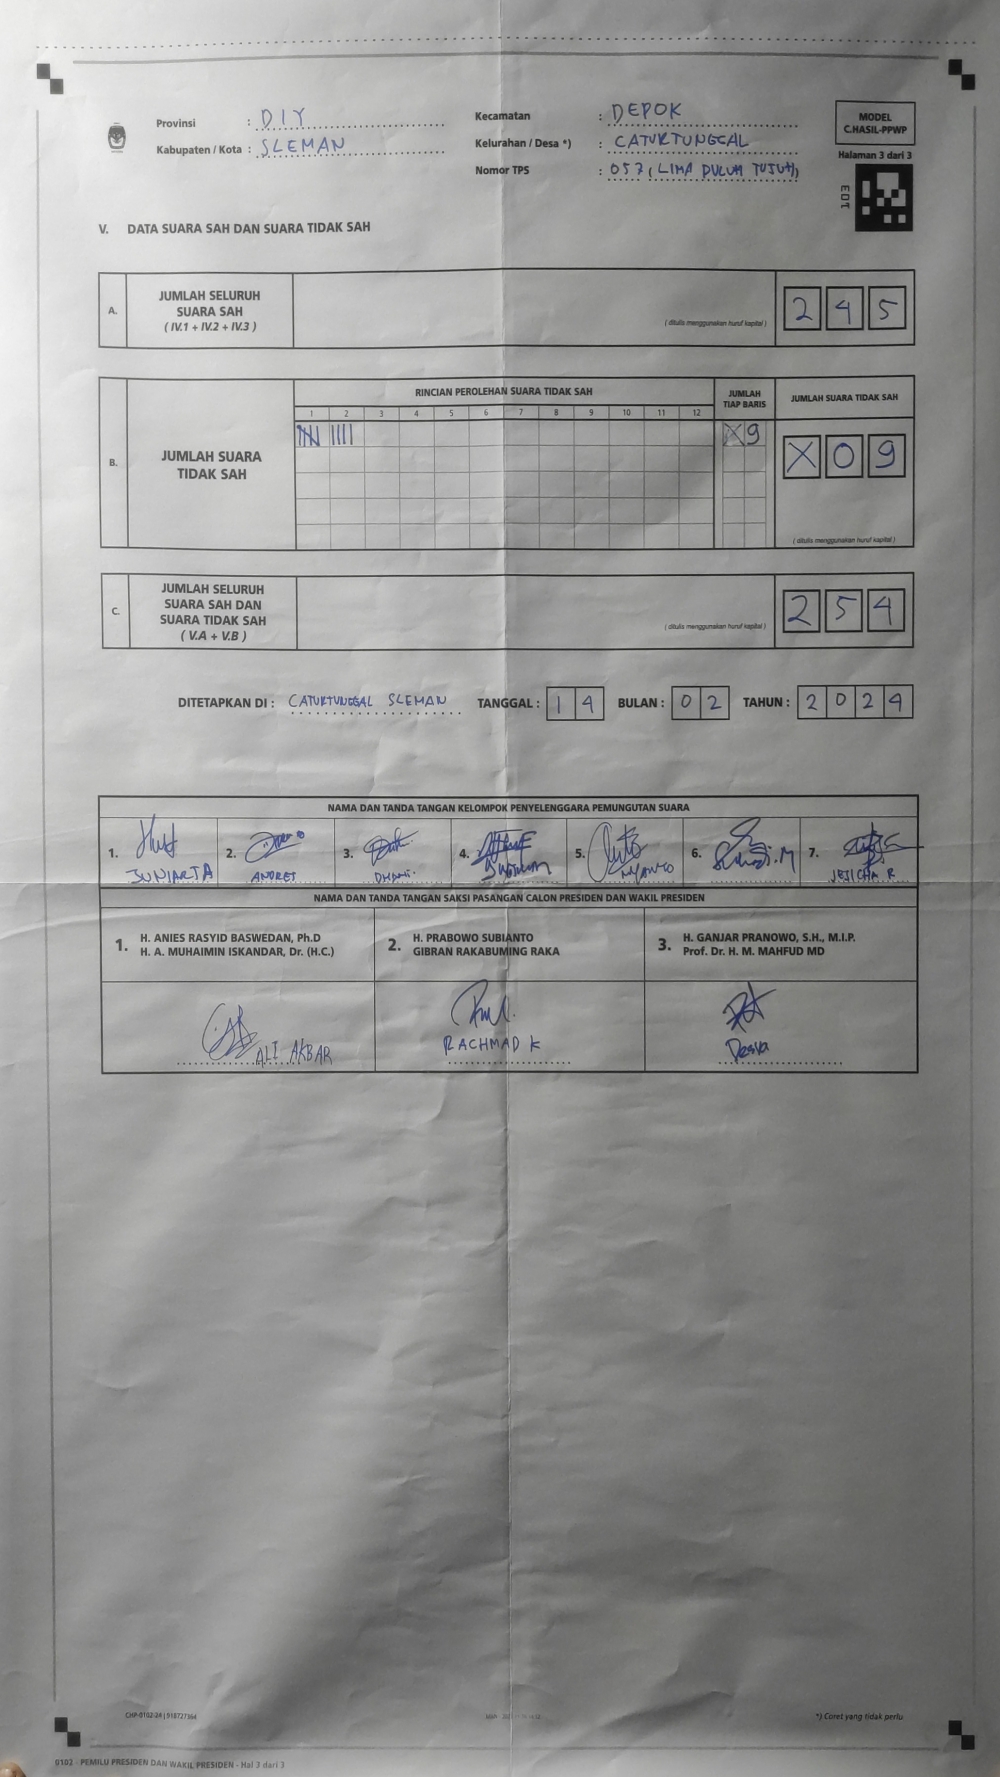 Provinsi : DIY
Kabupaten / Kota : SLEMAN
Kecamatan : DEPOK
Kelurahan / Desa *) : CATURTUNGGAL
Nomor TPS : 057 (LIMA PULUH TUJUH)
MODEL
C.HASIL-PPWP
Halaman 3 dari 3
103
V. DATA SUARA SAH DAN SUARA TIDAK SAH
A. JUMLAH SELURUH
SUARA SAH
( IV.1 + IV.2 + IV.3 )
( ditulis menggunakan huruf kapital )
2 4 5
RINCIAN PEROLEHAN SUARA TIDAK SAH
JUMLAH
TIAP BARIS
JUMLAH SUARA TIDAK SAH
1 2 3 4 5 6 7 8 9 10 11 12
B. JUMLAH SUARA
TIDAK SAH
X 9
X 0 9
( ditulis menggunakan huruf kapital )
C. JUMLAH SELURUH
SUARA SAH DAN
SUARA TIDAK SAH
( V.A + V.B )
( ditulis menggunakan huruf kapital )
2 5 4
DITETAPKAN DI : CATURTUNGGAL SLEMAN TANGGAL : 1 4 BULAN : 0 2 TAHUN : 2 0 2 4
NAMA DAN TANDA TANGAN KELOMPOK PENYELENGGARA PEMUNGUTAN SUARA
1. 2. 3. 4. 5. 6. 7.
JUNIARTA ANDREI JESICHA R
NAMA DAN TANDA TANGAN SAKSI PASANGAN CALON PRESIDEN DAN WAKIL PRESIDEN
1. H. ANIES RASYID BASWEDAN, Ph.D
H. A. MUHAIMIN ISKANDAR, Dr. (H.C.)
2. H. PRABOWO SUBIANTO
GIBRAN RAKABUMING RAKA
3. H. GANJAR PRANOWO, S.H., M.I.P.
Prof. Dr. H. M. MAHFUD MD
ALI AKBAR
RACHMAD K
Desya
CHP-0102-26 | 918727364
*) Coret yang tidak perlu
0102 - PEMILU PRESIDEN DAN WAKIL PRESIDEN - Hal 3 dari 3